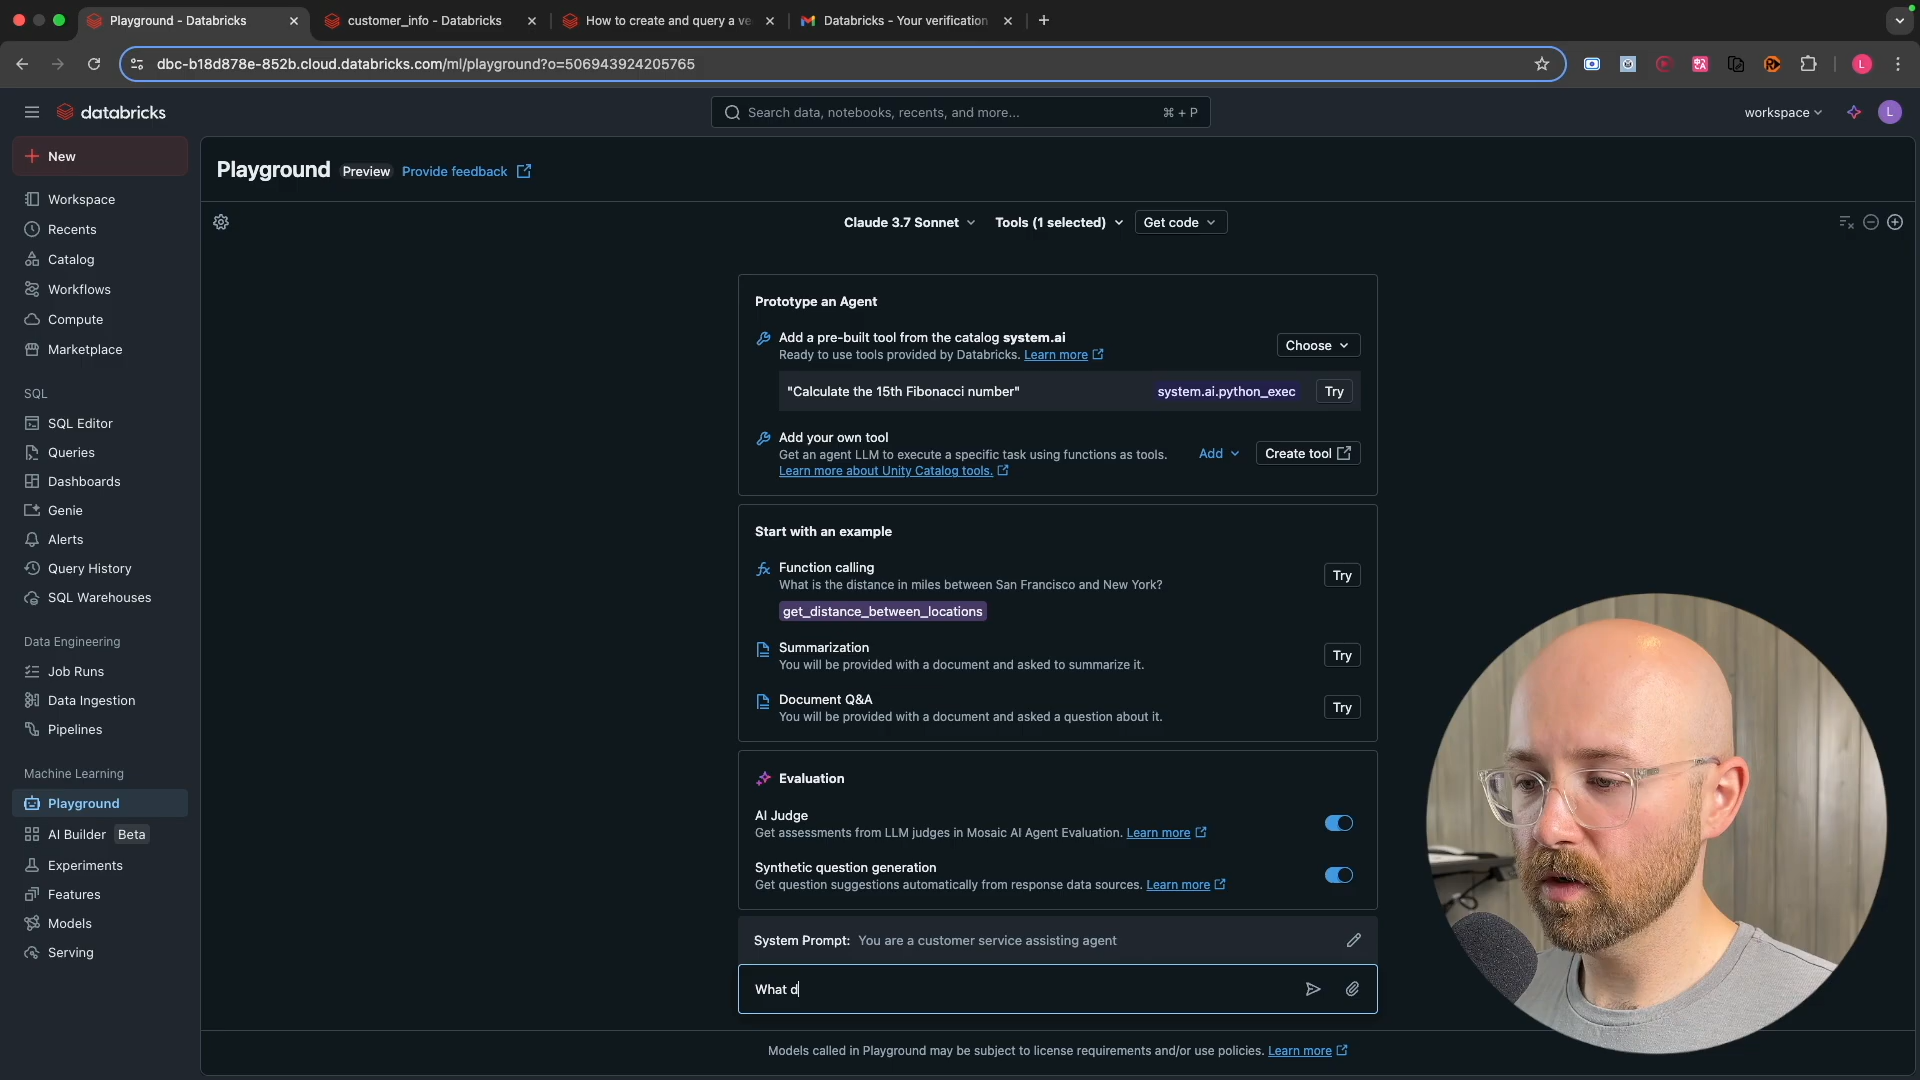 Playground - Databricks
customer_info - Databricks
How to create and query a ve
Databricks - Your verification
dbc-b18d878e-852b.cloud.databricks.com/ml/playground?o=506943924205765
L
databricks
Search data, notebooks, recents, and more...
⌘ + P
workspace
L
New
Workspace
Recents
Catalog
Workflows
Compute
Marketplace
SQL
SQL Editor
Queries
Dashboards
Genie
Alerts
Query History
SQL Warehouses
Data Engineering
Job Runs
Data Ingestion
Pipelines
Machine Learning
Playground
AI Builder Beta
Experiments
Features
Models
Serving
Playground Preview Provide feedback
Claude 3.7 Sonnet
Tools (1 selected)
Get code
Prototype an Agent
Add a pre-built tool from the catalog system.ai
Ready to use tools provided by Databricks. Learn more
Choose
"Calculate the 15th Fibonacci number"
system.ai.python_exec
Try
Add your own tool
Get an agent LLM to execute a specific task using functions as tools.
Learn more about Unity Catalog tools.
Add
Create tool
Start with an example
Function calling
What is the distance in miles between San Francisco and New York?
get_distance_between_locations
Try
Summarization
You will be provided with a document and asked to summarize it.
Try
Document Q&A
You will be provided with a document and asked a question about it.
Try
Evaluation
AI Judge
Get assessments from LLM judges in Mosaic AI Agent Evaluation. Learn more
Synthetic question generation
Get question suggestions automatically from response data sources. Learn more
System Prompt: You are a customer service assisting agent
What d
Models called in Playground may be subject to license requirements and/or use policies. Learn more